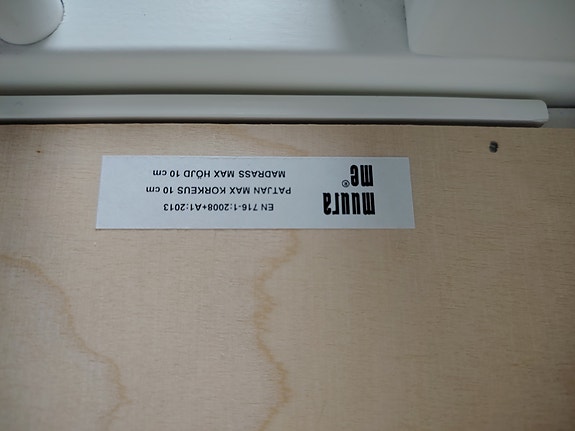 muura
me®
EN 716-1:2008+A1:2013
PATJAN MAX KORKEUS 10 cm
MADRASS MAX HÖJD 10 cm